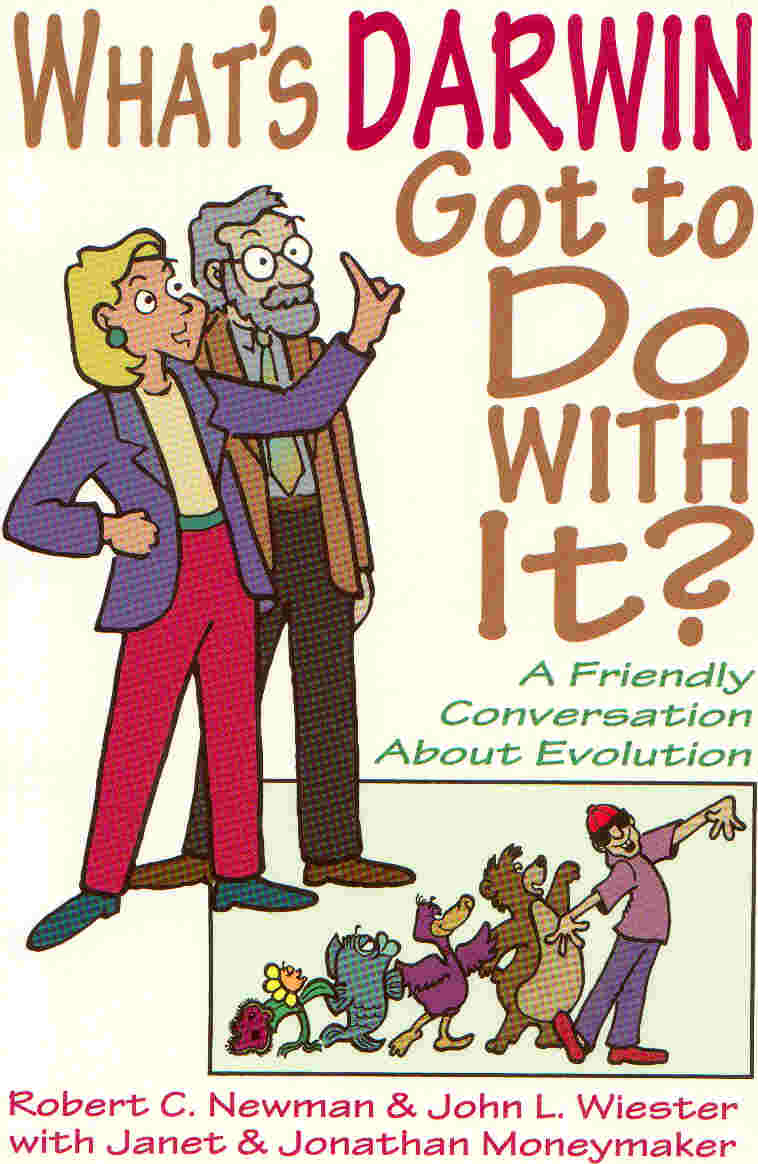 WHAT'S DARWIN
GOT TO
DO
WITH
IT?
A Friendly
Conversation
About Evolution
Robert C. Newman & John L. Wiester
with Janet & Jonathan Moneymaker